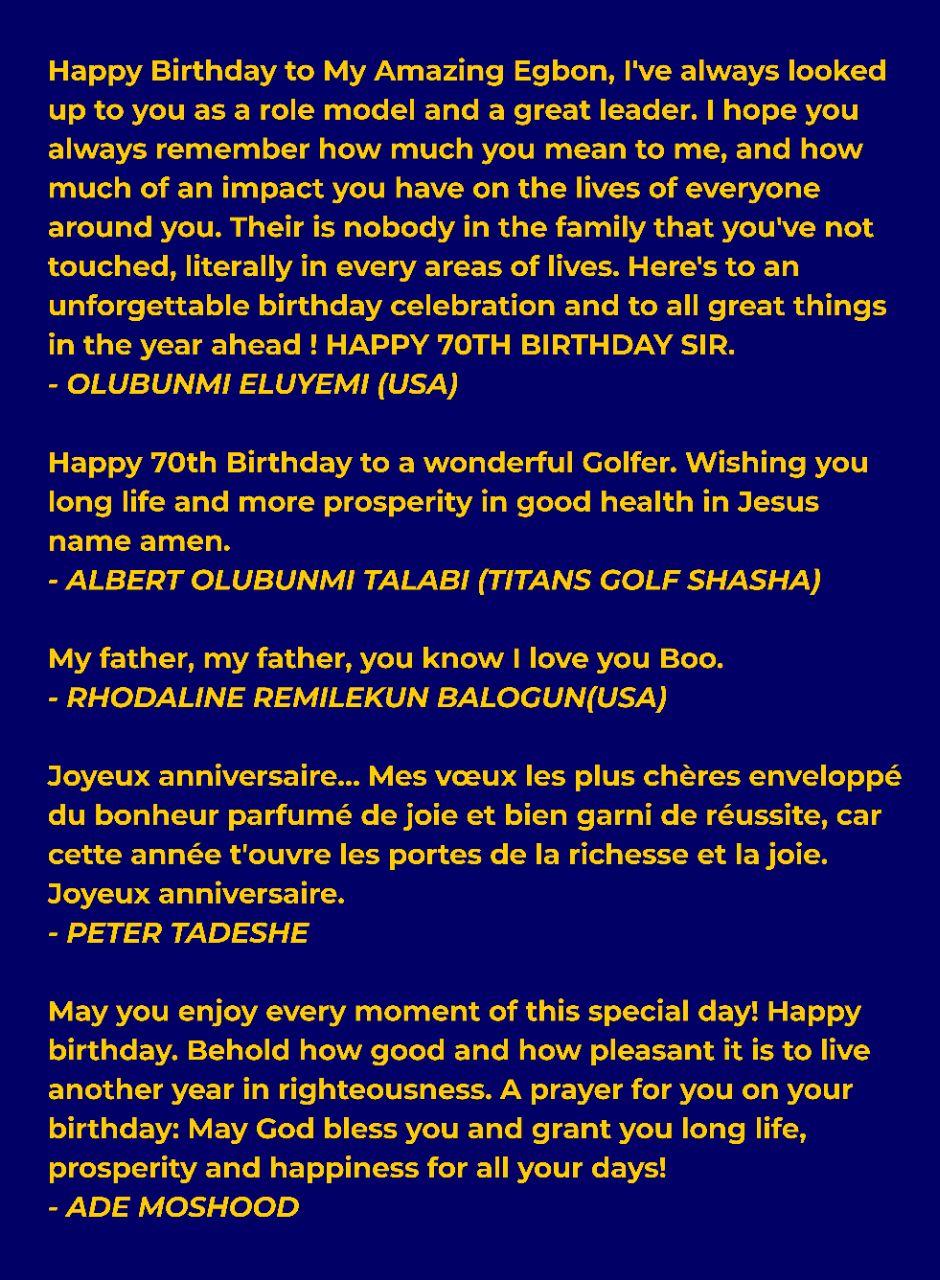 Happy Birthday to My Amazing Egbon, I've always looked
up to you as a role model and a great leader. I hope you
always remember how much you mean to me, and how
much of an impact you have on the lives of everyone
around you. Their is nobody in the family that you've not
touched, literally in every areas of lives. Here's to an
unforgettable birthday celebration and to all great things
in the year ahead ! HAPPY 70TH BIRTHDAY SIR.
- OLUBUNMI ELUYEMI (USA)
Happy 70th Birthday to a wonderful Golfer. Wishing you
long life and more prosperity in good health in Jesus
name amen.
- ALBERT OLUBUNMI TALABI (TITANS GOLF SHASHA)
My father, my father, you know I love you Boo.
- RHODALINE REMILEKUN BALOGUN(USA)
Joyeux anniversaire... Mes vœux les plus chères enveloppé
du bonheur parfumé de joie et bien garni de réussite, car
cette année t'ouvre les portes de la richesse et la joie.
Joyeux anniversaire.
- PETER TADESHE
May you enjoy every moment of this special day! Happy
birthday. Behold how good and how pleasant it is to live
another year in righteousness. A prayer for you on your
birthday: May God bless you and grant you long life,
prosperity and happiness for all your days!
- ADE MOSHOOD